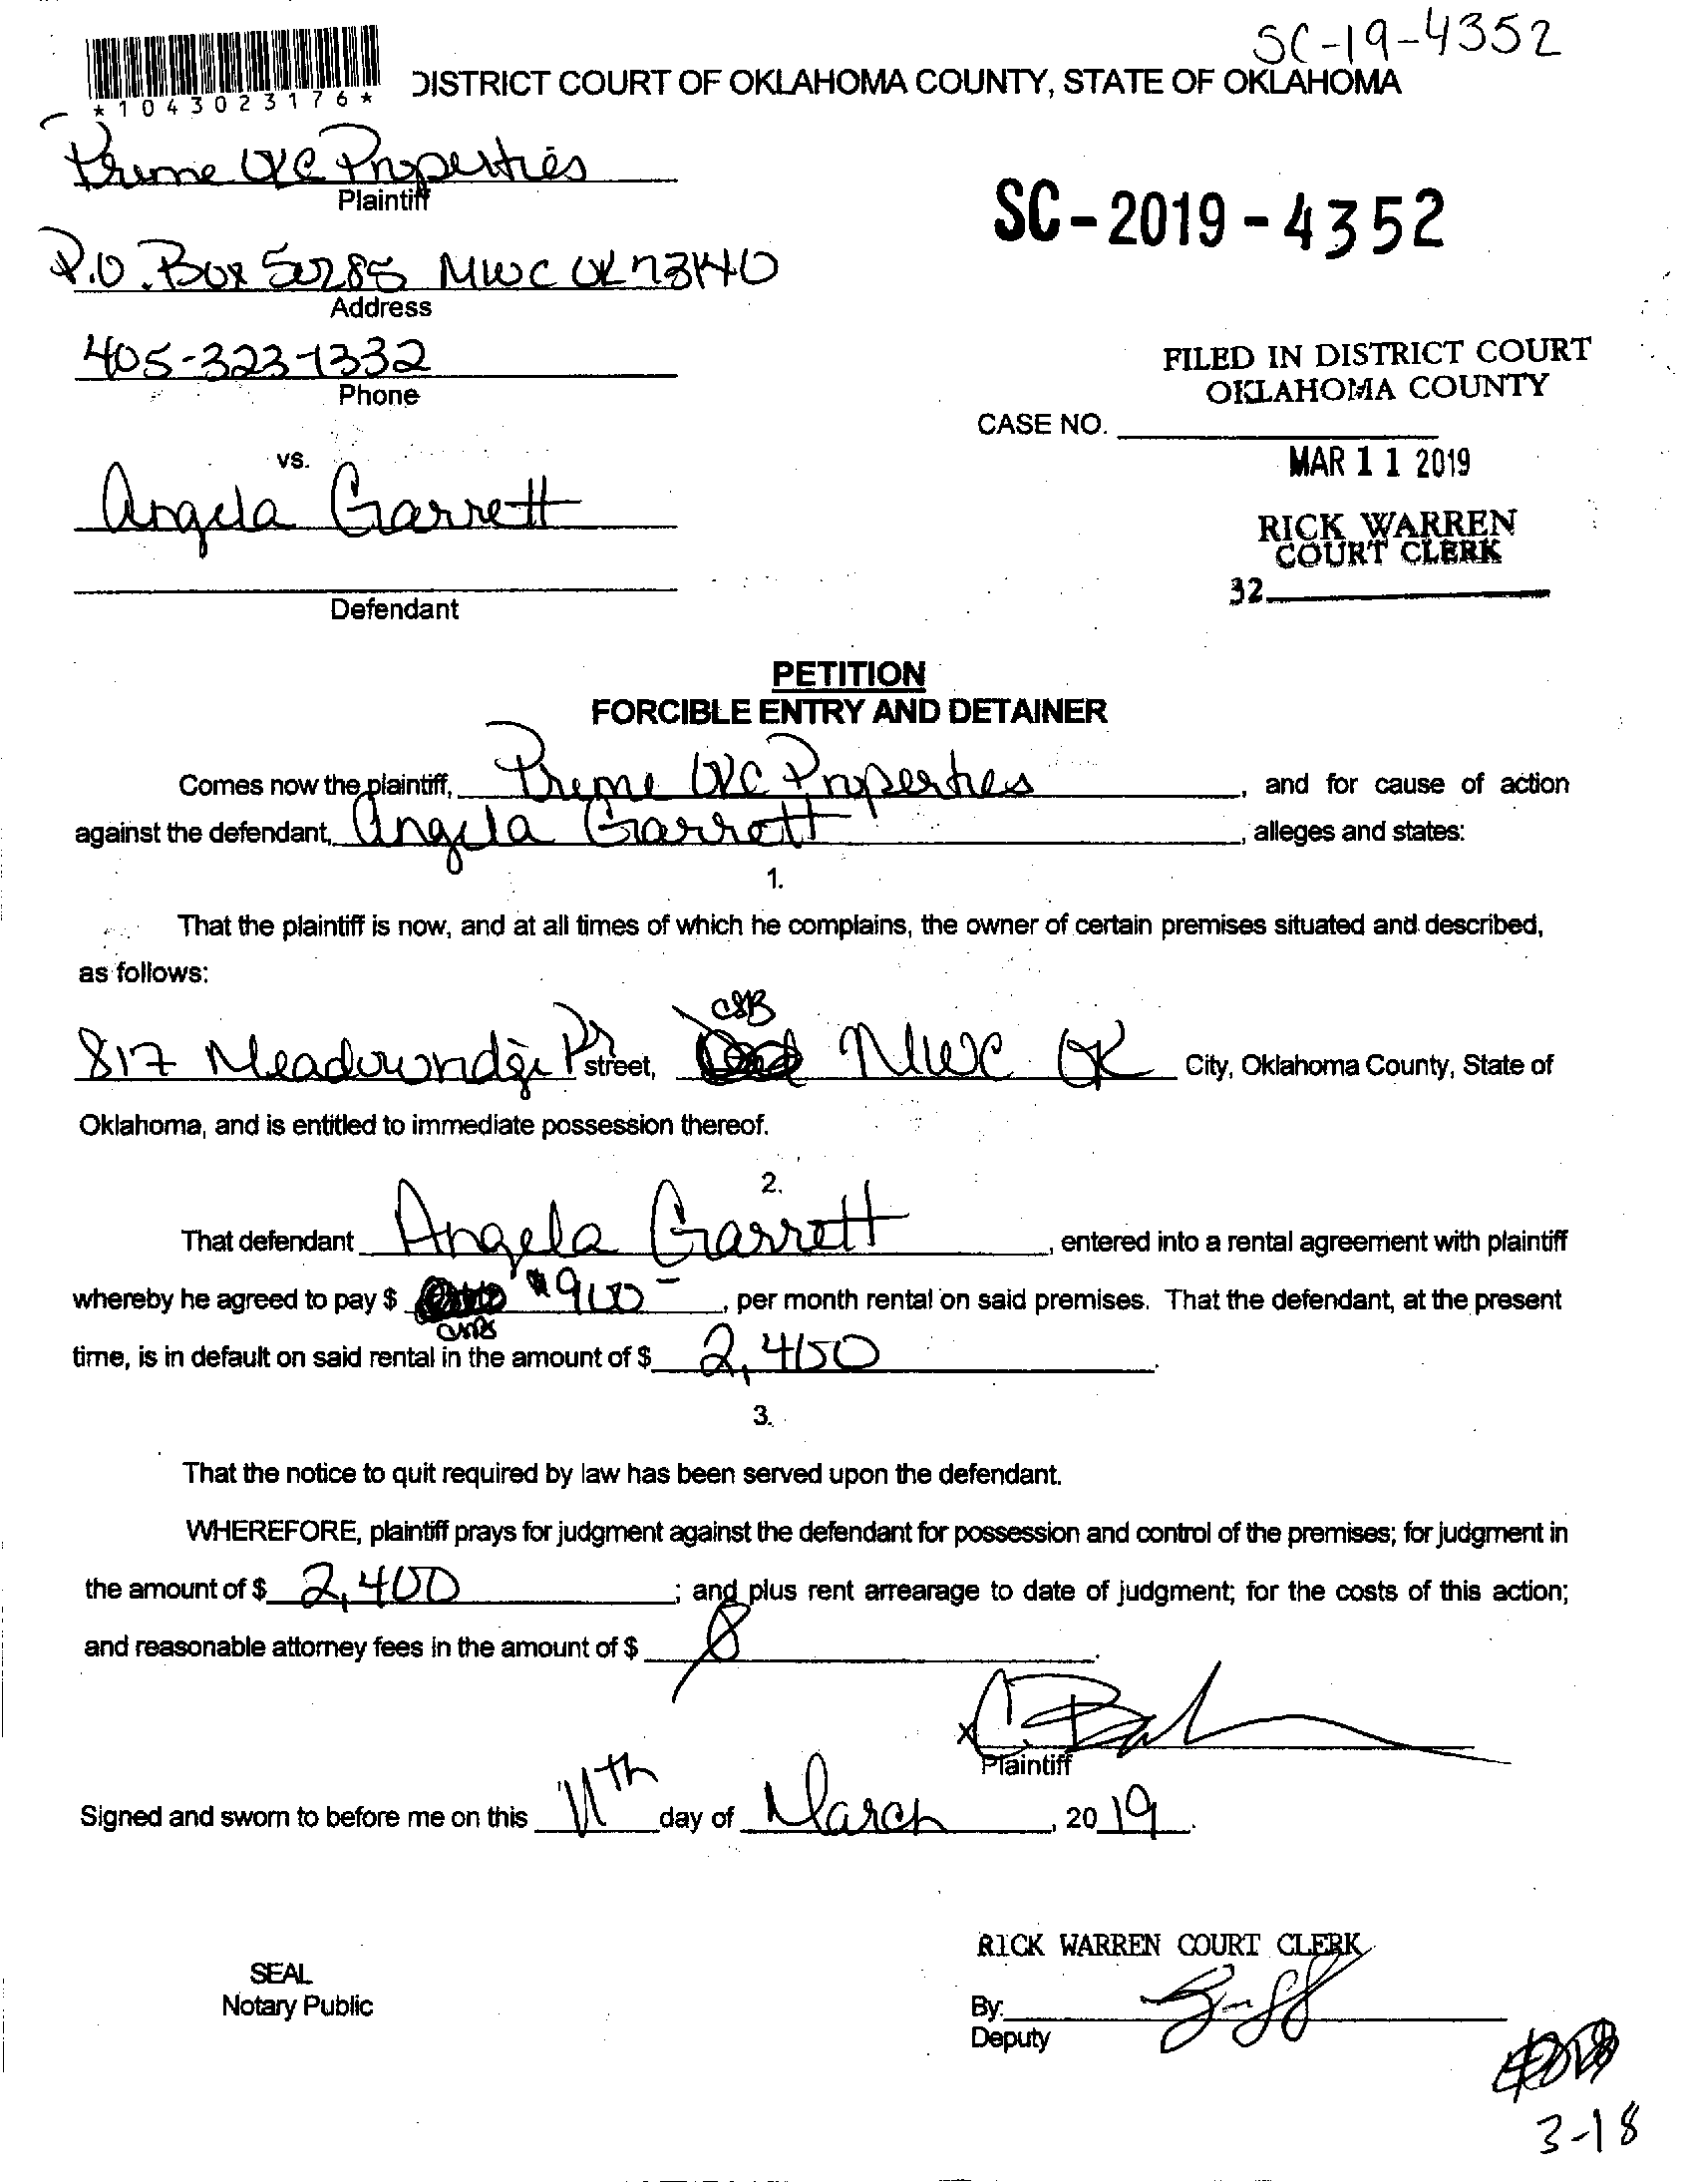 SC-19-4352
*1043023176*
DISTRICT COURT OF OKLAHOMA COUNTY, STATE OF OKLAHOMA
Prime OKC Properties
Plaintiff
SC-2019-4352
P.O. Box 50285 MWC OK 73140
Address
405-323-1332
Phone
FILED IN DISTRICT COURT
OKLAHOMA COUNTY
CASE NO.
MAR 11 2019
vs.
Angela Garrett
RICK WARREN
COURT CLERK
32
Defendant
PETITION
FORCIBLE ENTRY AND DETAINER
Comes now the plaintiff, Prime OKC Properties, and for cause of action
against the defendant, Angela Garrett, alleges and states:
1.
That the plaintiff is now, and at all times of which he complains, the owner of certain premises situated and described,
as follows:
817 Meadowridge Dr street, MWC OK City, Oklahoma County, State of
Oklahoma, and is entitled to immediate possession thereof.
2.
That defendant Angela Garrett, entered into a rental agreement with plaintiff
whereby he agreed to pay $ $900-, per month rental on said premises. That the defendant, at the present
time, is in default on said rental in the amount of $ 2,450.
3.
That the notice to quit required by law has been served upon the defendant.
WHEREFORE, plaintiff prays for judgment against the defendant for possession and control of the premises; for judgment in
the amount of $ 2,400; and plus rent arrearage to date of judgment; for the costs of this action;
and reasonable attorney fees in the amount of $
x
Plaintiff
Signed and sworn to before me on this 11th day of March, 2019.
RICK WARREN COURT CLERK
SEAL
Notary Public
By:
Deputy
3-18